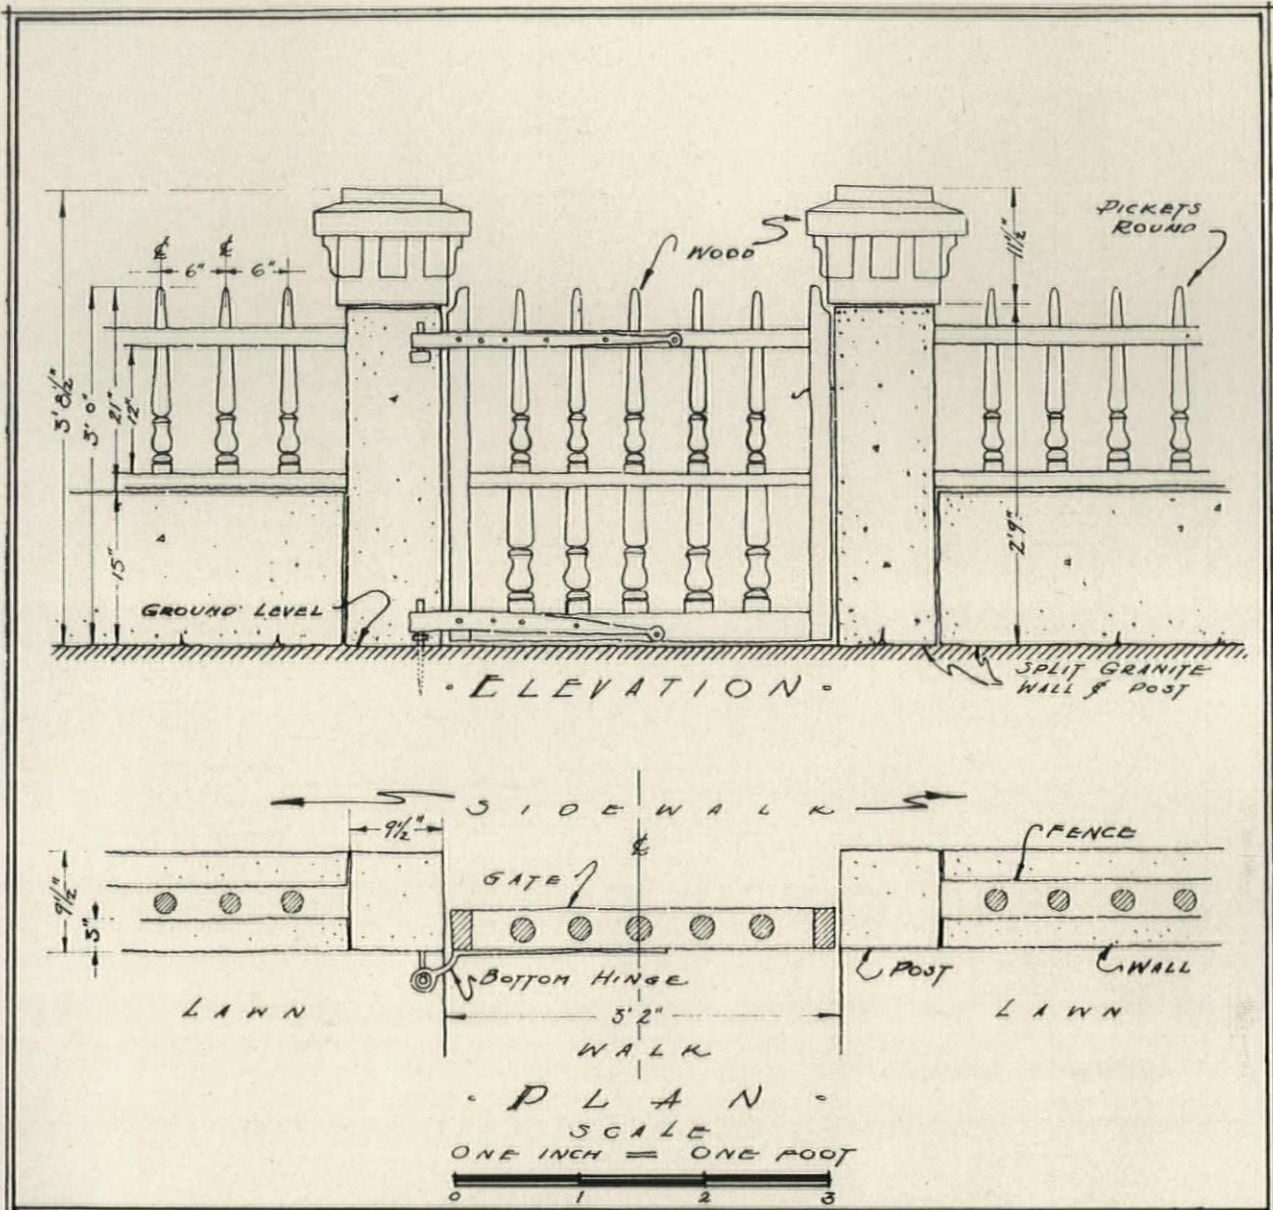 PICKETS
ROUND
WOOD
℄
℄
6"
6"
11½"
3' 8½"
3' 0"
21"
12"
15"
2' 9"
GROUND LEVEL
SPLIT GRANITE
WALL & POST
· ELEVATION ·
SIDEWALK
9½"
℄
FENCE
GATE
9½"
3"
BOTTOM HINGE
POST
WALL
LAWN
3' 2"
LAWN
WALK
· PLAN ·
SCALE
ONE INCH = ONE FOOT
0 1 2 3